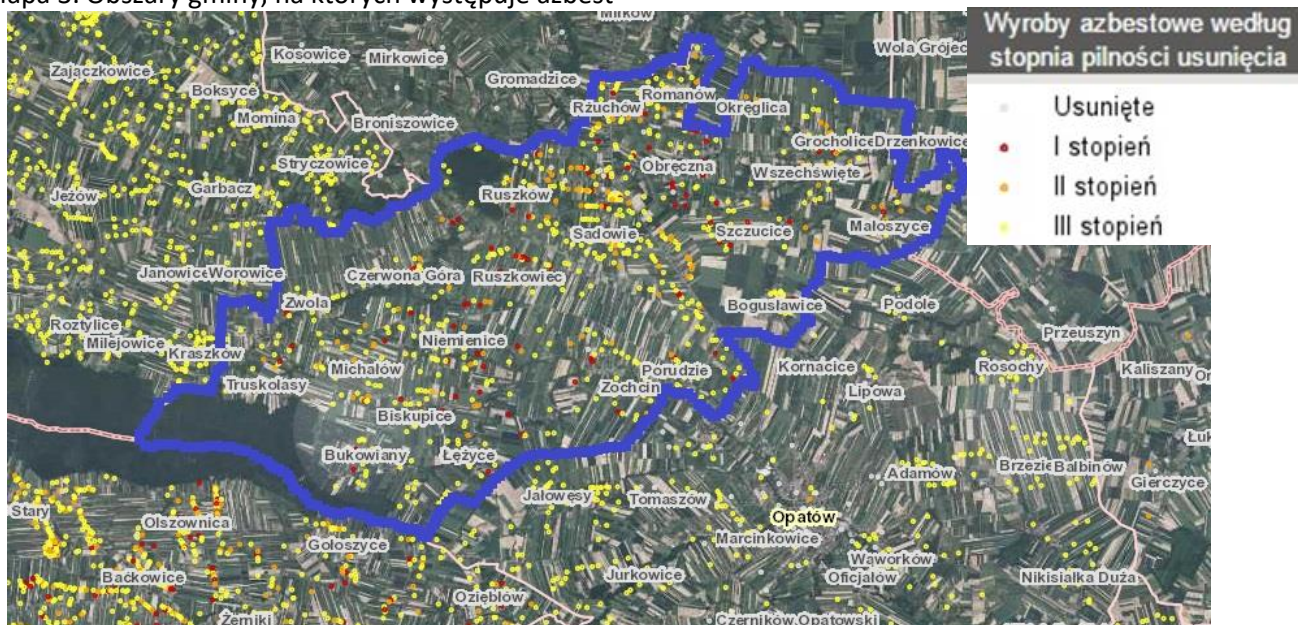 Mapa 3. Obszary gminy, na których występuje azbest
Wyroby azbestowe według
stopnia pilności usunięcia
Usunięte
I stopień
II stopień
III stopień
Mirków
Kosowice
Mirkowice
Wola Grójec
Zajączkowice
Gromadzice
Boksyce
Romanów
Rżuchów
Okręglica
Momina
Broniszowice
Grocholice
Drzenkowice
Stryczowice
Obręczna
Wszechświęte
Garbacz
Jeżów
Ruszków
Małoszyce
Sadowie
Szczucice
Janowice
Worowice
Czerwona Góra
Ruszkowiec
Zwola
Bogusławice
Podole
Roztylice
Przeuszyn
Milejowice
Niemienice
Kraszków
Michałów
Porudzie
Kornacice
Rosochy
Kaliszany
Truskolasy
Zochcin
Lipowa
Biskupice
Bukowiany
Łężyce
Adamów
Brzezie
Balbinów
Gierczyce
Jałowęsy
Tomaszów
Stary
Olszownica
Opatów
Marcinkowice
Gołoszyce
Wąworków
Baćkowice
Jurkowice
Oficjałów
Nikisiałka Duża
Oziębłów
Żerniki
Czerników Opatowski